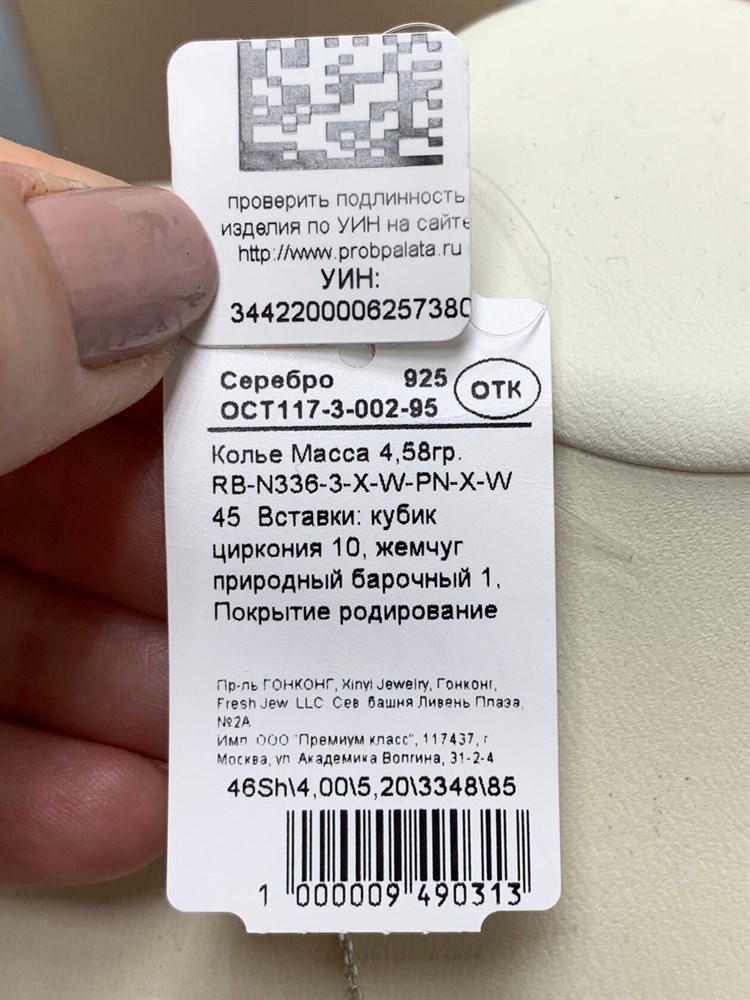 проверить подлинность
изделия по УИН на сайте
http://www.probpalata.ru
УИН:
3442200006257380
Серебро 925 ОТК
ОСТ117-3-002-95
Колье Масса 4,58гр.
RB-N336-3-X-W-PN-X-W
45 Вставки: кубик
циркония 10, жемчуг
природный барочный 1,
Покрытие родирование
Пр-ль ГОНКОНГ, Xinyi Jewelry, Гонконг,
Fresh Jew. LLC. Сев. башня Ливень Плаза,
№2А
Имп. ООО "Премиум класс", 117437, г.
Москва, ул. Академика Волгина, 31-2-4
46Sh\4,00\5,20\3348\85
1 000009 490313